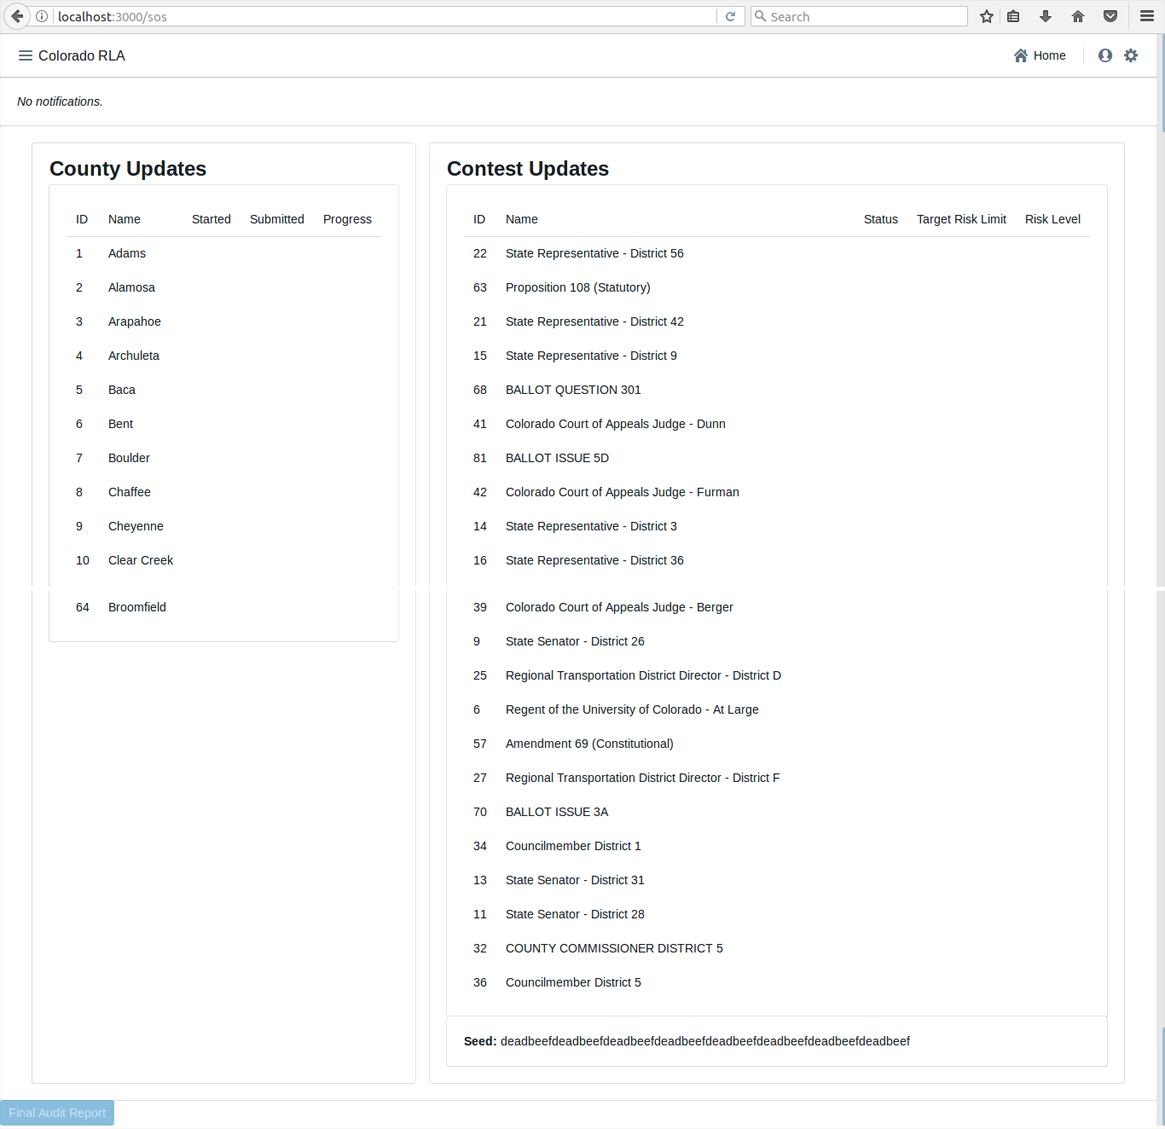 localhost:3000/sos
Search
Colorado RLA
Home
No notifications.
County Updates
ID Name Started Submitted Progress
1 Adams
2 Alamosa
3 Arapahoe
4 Archuleta
5 Baca
6 Bent
7 Boulder
8 Chaffee
9 Cheyenne
10 Clear Creek
64 Broomfield
Contest Updates
ID Name Status Target Risk Limit Risk Level
22 State Representative - District 56
63 Proposition 108 (Statutory)
21 State Representative - District 42
15 State Representative - District 9
68 BALLOT QUESTION 301
41 Colorado Court of Appeals Judge - Dunn
81 BALLOT ISSUE 5D
42 Colorado Court of Appeals Judge - Furman
14 State Representative - District 3
16 State Representative - District 36
39 Colorado Court of Appeals Judge - Berger
9 State Senator - District 26
25 Regional Transportation District Director - District D
6 Regent of the University of Colorado - At Large
57 Amendment 69 (Constitutional)
27 Regional Transportation District Director - District F
70 BALLOT ISSUE 3A
34 Councilmember District 1
13 State Senator - District 31
11 State Senator - District 28
32 COUNTY COMMISSIONER DISTRICT 5
36 Councilmember District 5
Seed: deadbeefdeadbeefdeadbeefdeadbeefdeadbeefdeadbeefdeadbeefdeadbeef
Final Audit Report